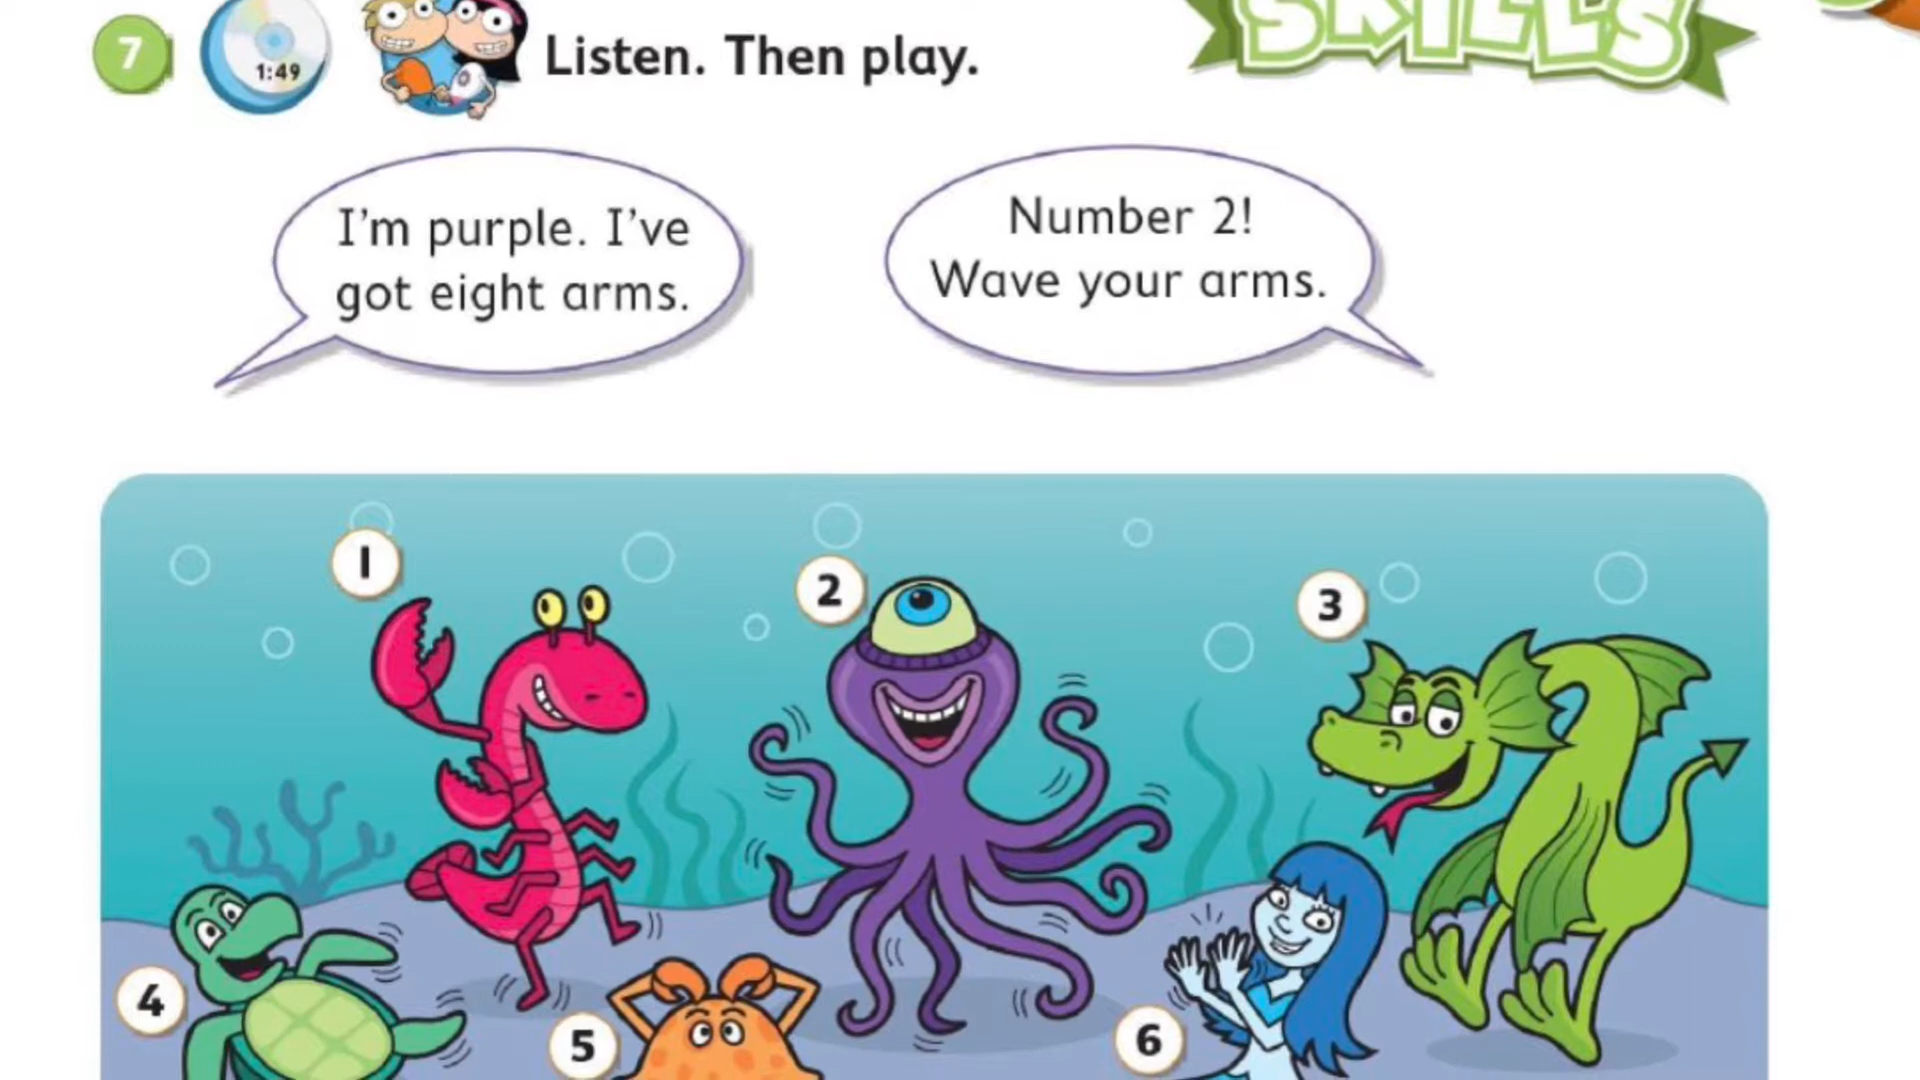 7 1:49 Listen. Then play.
SKILLS
I'm purple. I've
got eight arms.
Number 2!
Wave your arms.
1
2
3
4
5
6